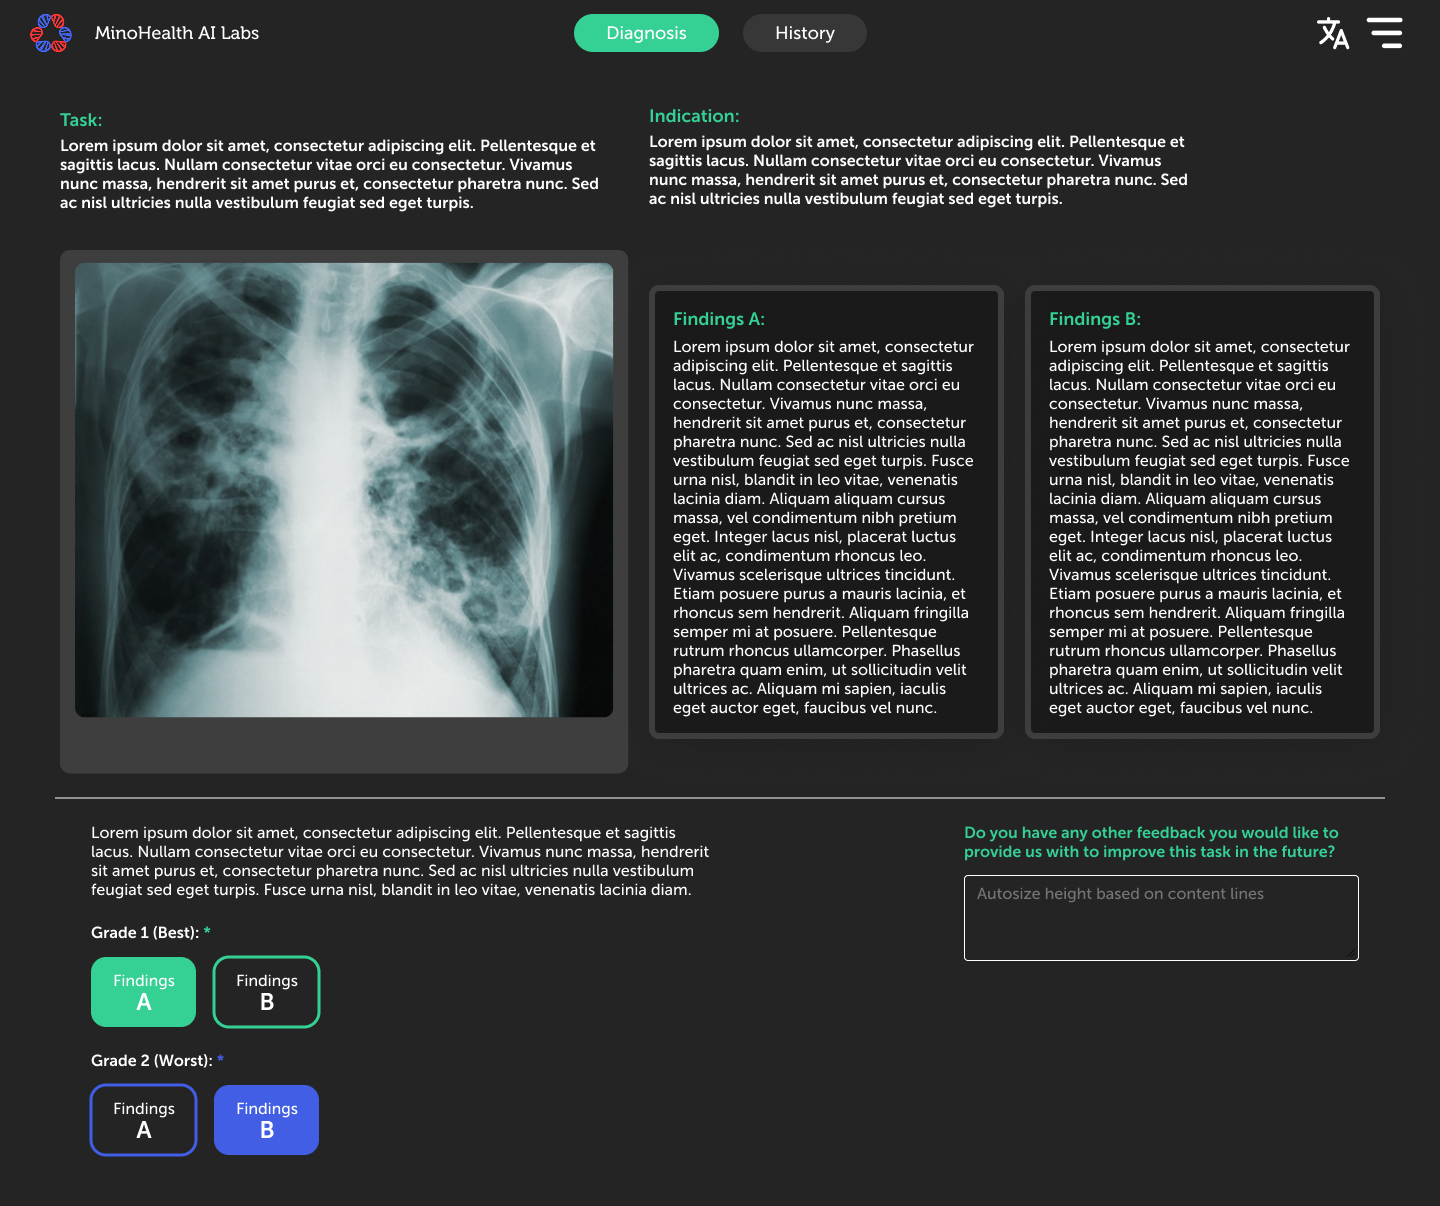 MinoHealth AI Labs
Diagnosis
History
Task:
Lorem ipsum dolor sit amet, consectetur adipiscing elit. Pellentesque et
sagittis lacus. Nullam consectetur vitae orci eu consectetur. Vivamus
nunc massa, hendrerit sit amet purus et, consectetur pharetra nunc. Sed
ac nisl ultricies nulla vestibulum feugiat sed eget turpis.
Indication:
Lorem ipsum dolor sit amet, consectetur adipiscing elit. Pellentesque et
sagittis lacus. Nullam consectetur vitae orci eu consectetur. Vivamus
nunc massa, hendrerit sit amet purus et, consectetur pharetra nunc. Sed
ac nisl ultricies nulla vestibulum feugiat sed eget turpis.
Findings A:
Lorem ipsum dolor sit amet, consectetur
adipiscing elit. Pellentesque et sagittis
lacus. Nullam consectetur vitae orci eu
consectetur. Vivamus nunc massa,
hendrerit sit amet purus et, consectetur
pharetra nunc. Sed ac nisl ultricies nulla
vestibulum feugiat sed eget turpis. Fusce
urna nisl, blandit in leo vitae, venenatis
lacinia diam. Aliquam aliquam cursus
massa, vel condimentum nibh pretium
eget. Integer lacus nisl, placerat luctus
elit ac, condimentum rhoncus leo.
Vivamus scelerisque ultrices tincidunt.
Etiam posuere purus a mauris lacinia, et
rhoncus sem hendrerit. Aliquam fringilla
semper mi at posuere. Pellentesque
rutrum rhoncus ullamcorper. Phasellus
pharetra quam enim, ut sollicitudin velit
ultrices ac. Aliquam mi sapien, iaculis
eget auctor eget, faucibus vel nunc.
Findings B:
Lorem ipsum dolor sit amet, consectetur
adipiscing elit. Pellentesque et sagittis
lacus. Nullam consectetur vitae orci eu
consectetur. Vivamus nunc massa,
hendrerit sit amet purus et, consectetur
pharetra nunc. Sed ac nisl ultricies nulla
vestibulum feugiat sed eget turpis. Fusce
urna nisl, blandit in leo vitae, venenatis
lacinia diam. Aliquam aliquam cursus
massa, vel condimentum nibh pretium
eget. Integer lacus nisl, placerat luctus
elit ac, condimentum rhoncus leo.
Vivamus scelerisque ultrices tincidunt.
Etiam posuere purus a mauris lacinia, et
rhoncus sem hendrerit. Aliquam fringilla
semper mi at posuere. Pellentesque
rutrum rhoncus ullamcorper. Phasellus
pharetra quam enim, ut sollicitudin velit
ultrices ac. Aliquam mi sapien, iaculis
eget auctor eget, faucibus vel nunc.
Lorem ipsum dolor sit amet, consectetur adipiscing elit. Pellentesque et sagittis
lacus. Nullam consectetur vitae orci eu consectetur. Vivamus nunc massa, hendrerit
sit amet purus et, consectetur pharetra nunc. Sed ac nisl ultricies nulla vestibulum
feugiat sed eget turpis. Fusce urna nisl, blandit in leo vitae, venenatis lacinia diam.
Grade 1 (Best): *
Findings
A
Findings
B
Grade 2 (Worst): *
Findings
A
Findings
B
Do you have any other feedback you would like to
provide us with to improve this task in the future?
Autosize height based on content lines